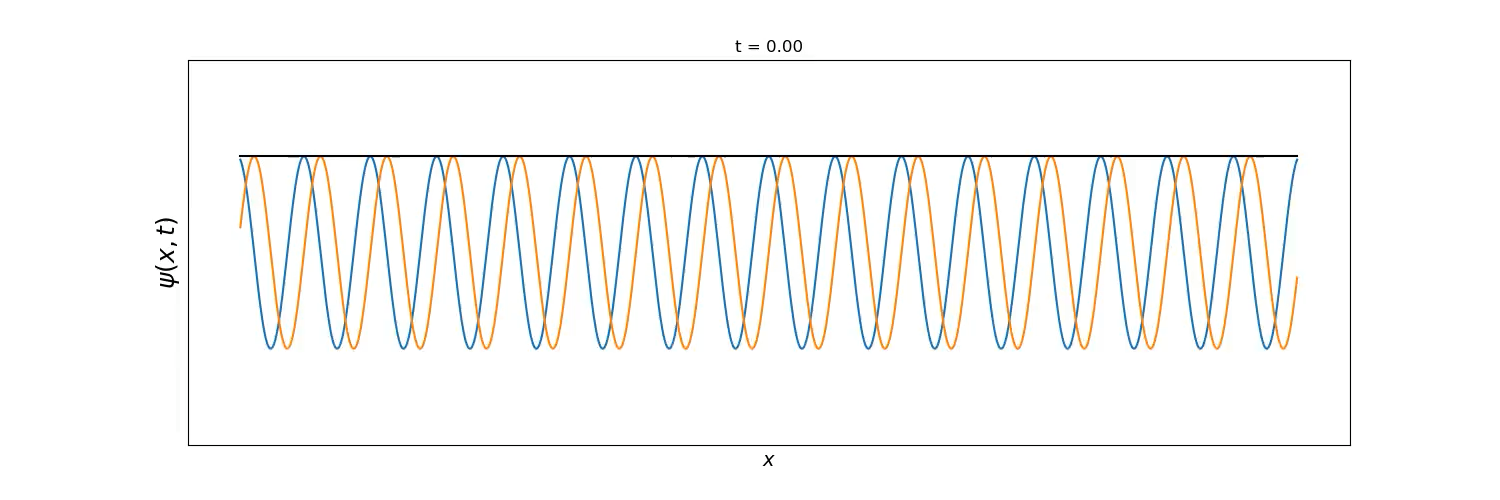 t = 0.00
ψ(x, t)
x